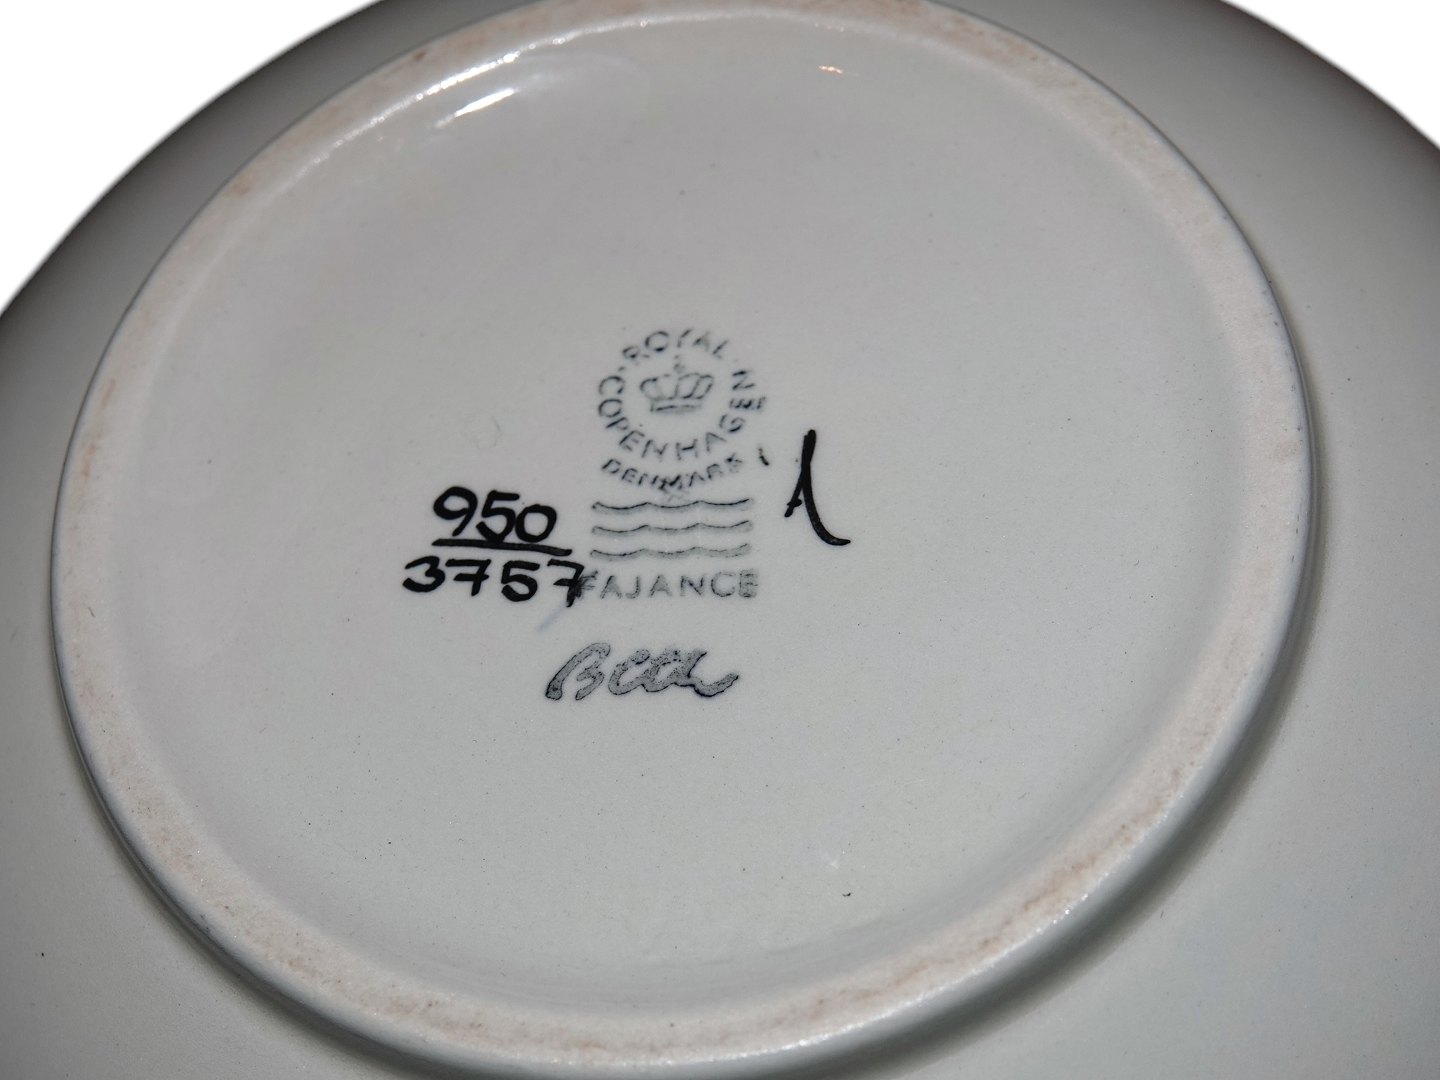 ROYAL
COPENHAGEN
DENMARK
950
3757
FAJANCE